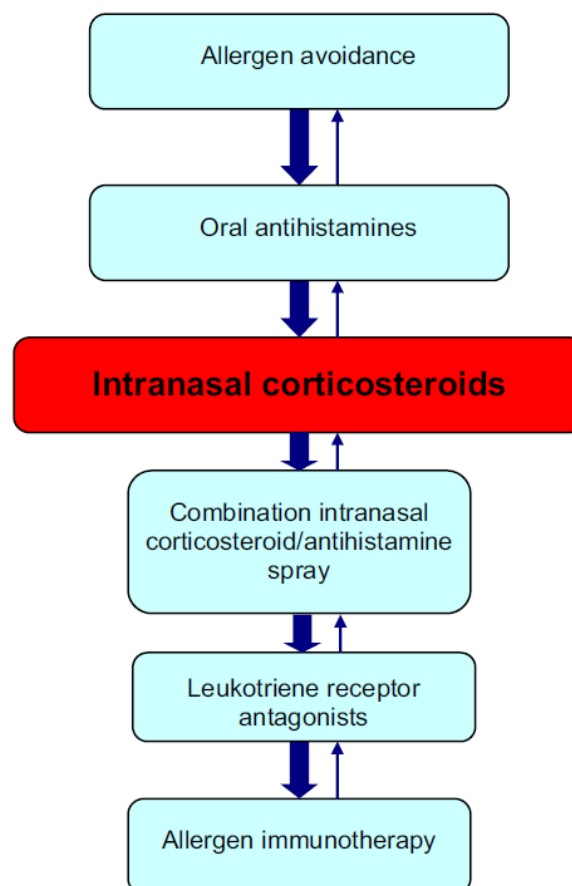 Allergen avoidance
Oral antihistamines
Intranasal corticosteroids
Combination intranasal
corticosteroid/antihistamine
spray
Leukotriene receptor
antagonists
Allergen immunotherapy